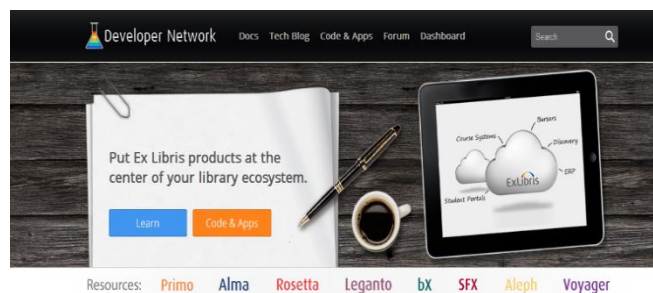 Developer Network Docs Tech Blog Code & Apps Forum Dashboard Search
Put Ex Libris products at the
center of your library ecosystem.
Learn Code & Apps
Course Systems
Bursars
Discovery
ERP
ExLibris
Student Portals
Resources: Primo Alma Rosetta Leganto bX SFX Aleph Voyager